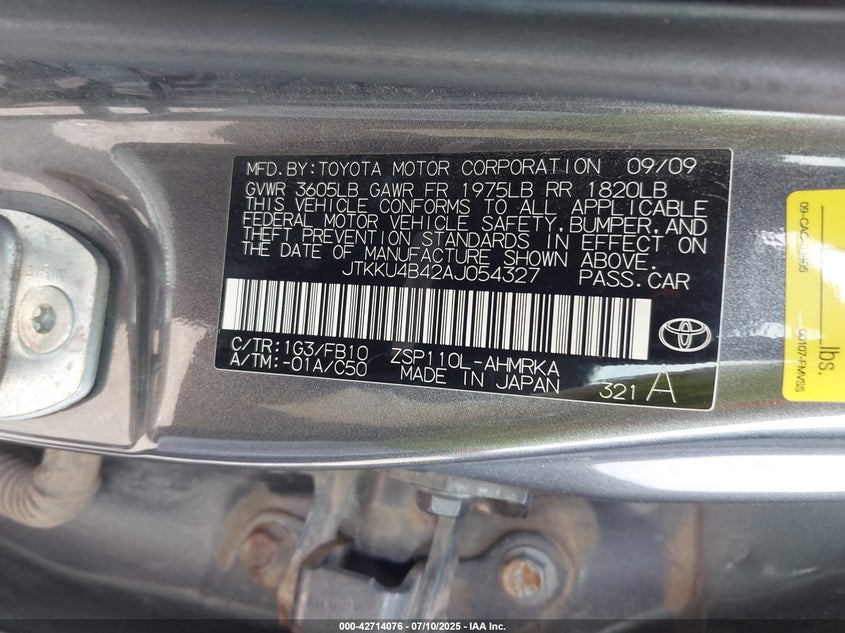 MFD.BY:TOYOTA MOTOR CORPORATION 09/09
GVWR 3605LB GAWR FR 1975LB RR 1820LB
THIS VEHICLE CONFORMS TO ALL APPLICABLE
FEDERAL MOTOR VEHICLE SAFETY,BUMPER,AND
THEFT PREVENTION STANDARDS IN EFFECT ON
THE DATE OF MANUFACTURE SHOWN ABOVE.
JTKKU4B42AJ054327 PASS.CAR
C/TR:1G3/FB10 ZSP110L-AHMRKA
A/TM:-01A/C50 MADE IN JAPAN
321 A
lbs.
00107-FMVSS
000-42714076 - 07/10/2025 - IAA Inc.